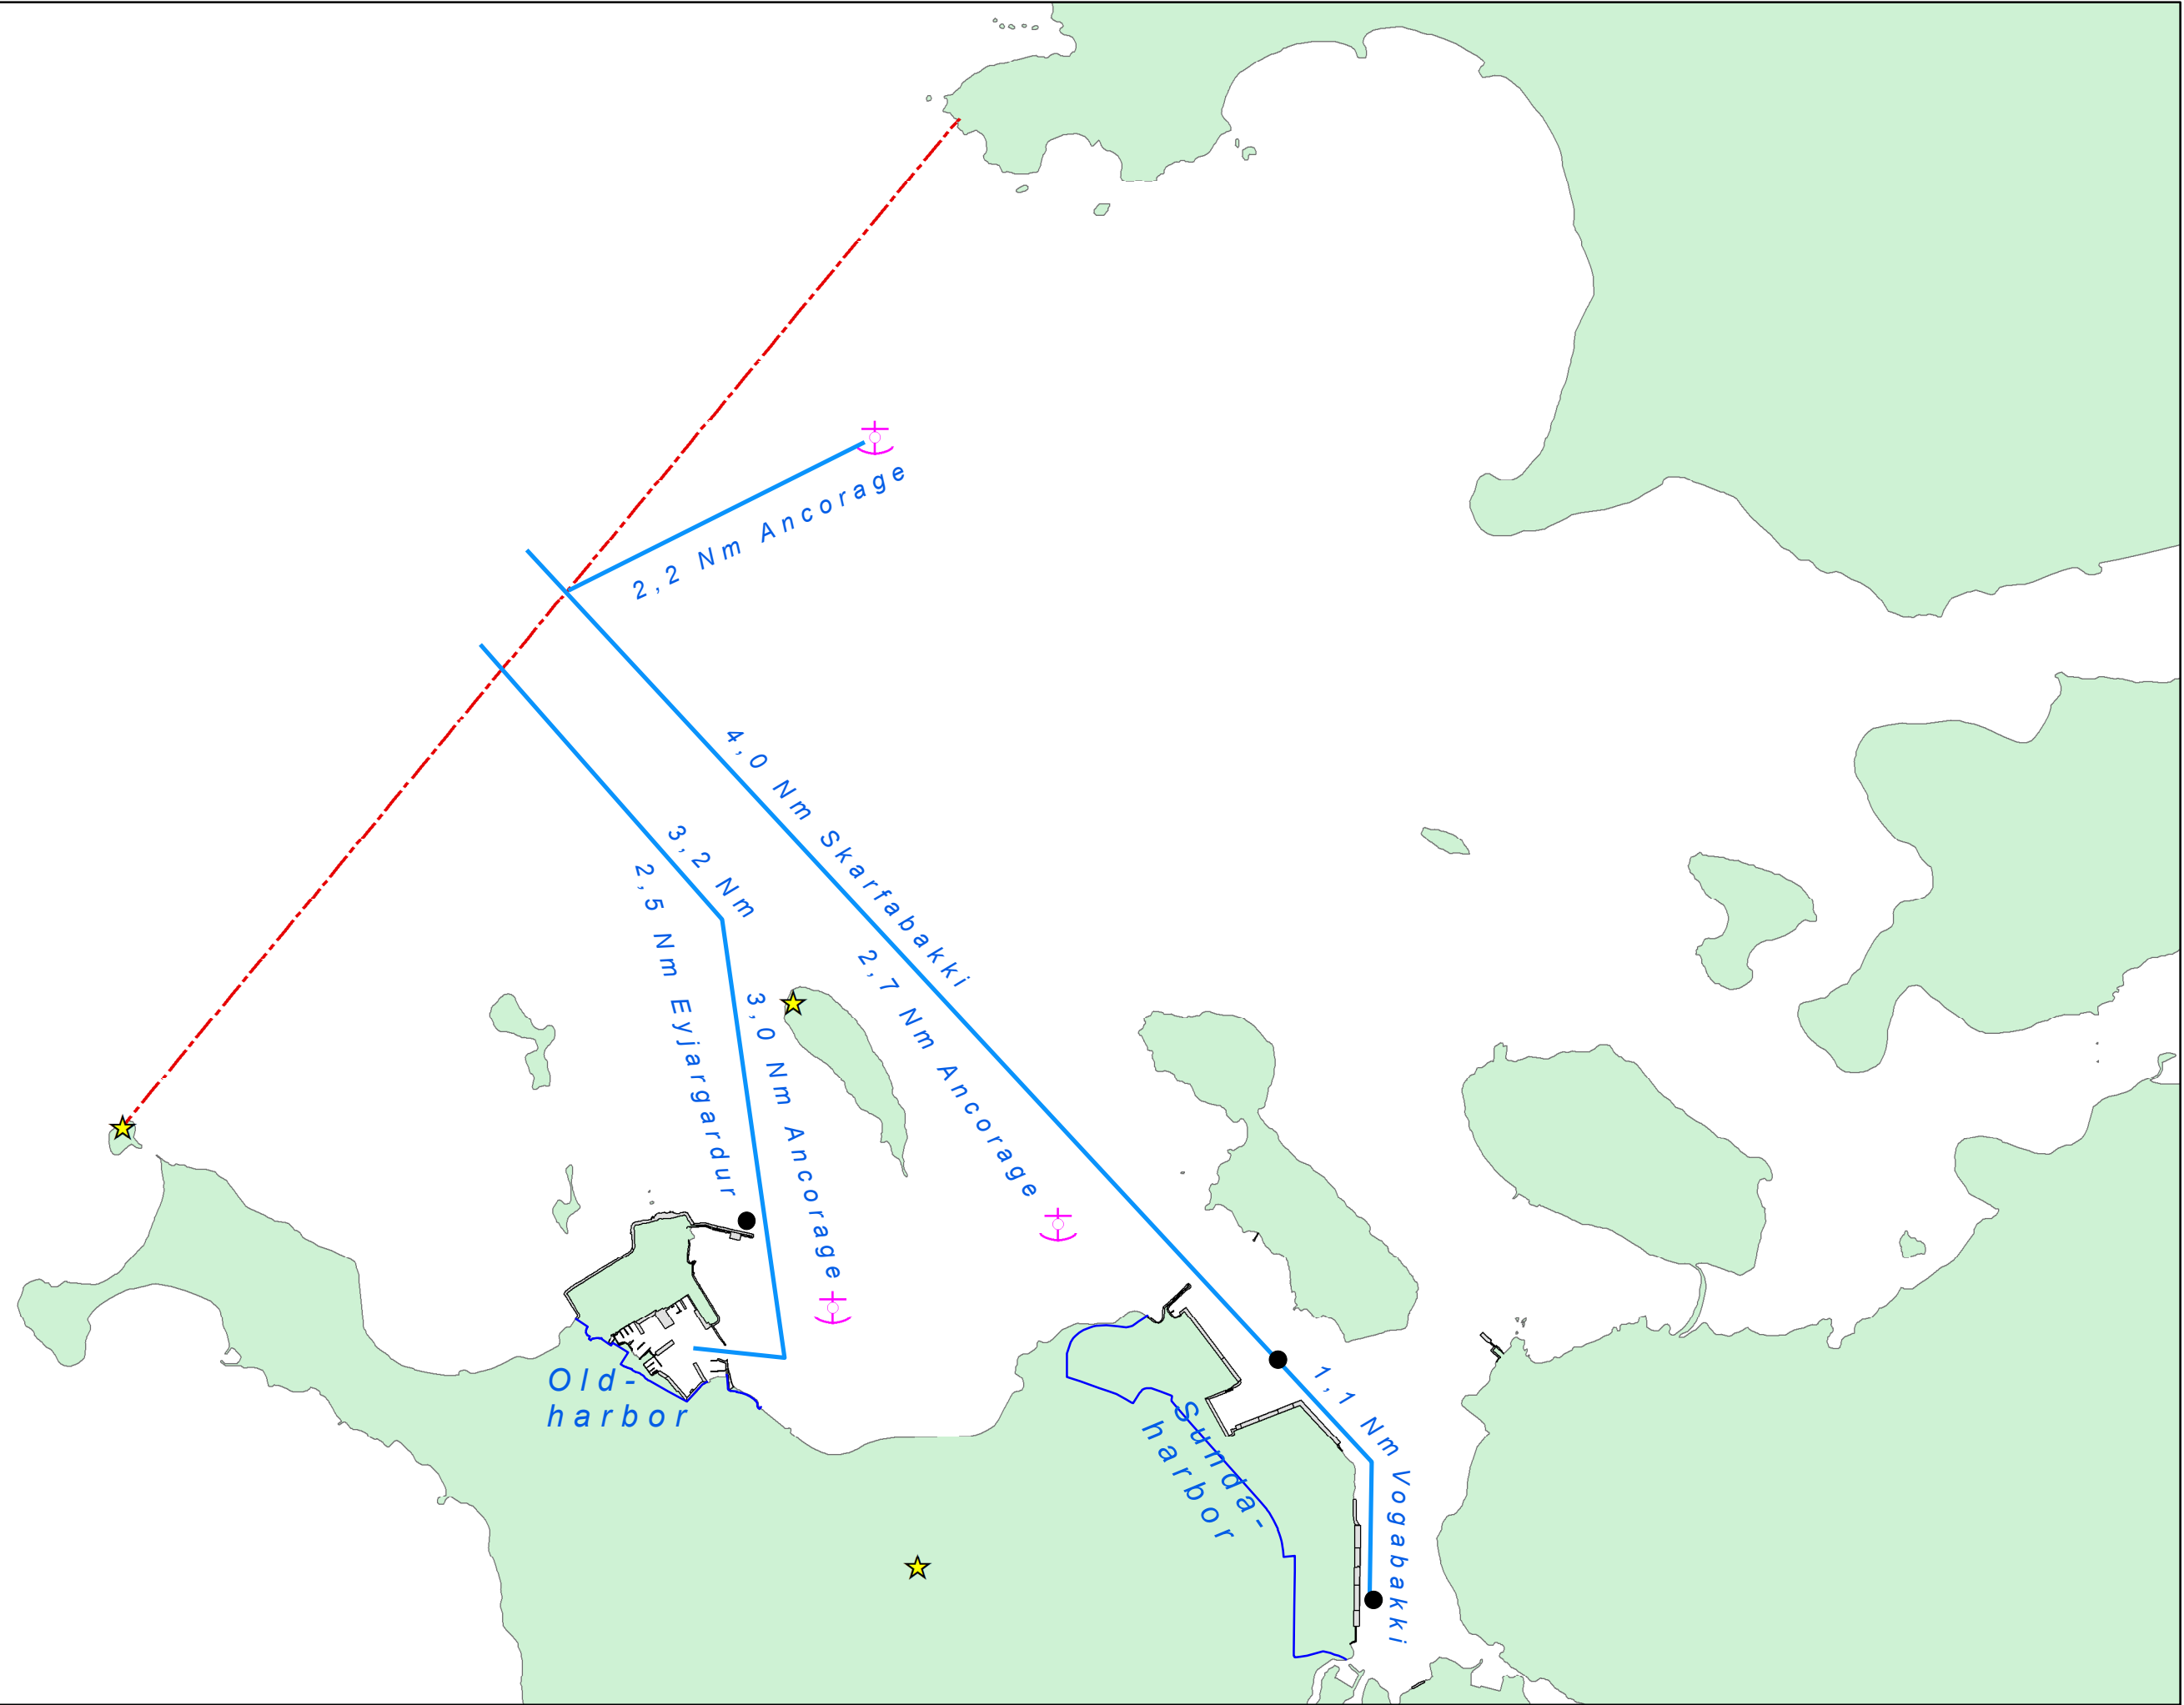 2,2 Nm Ancorage
4,0 Nm Skarfabakki
3,2 Nm
2,5 Nm Eyjargardur
2,7 Nm Ancorage
3,0 Nm Ancorage
Old-
harbor
1,1 Nm Vogabakki
Sunda-
harbor